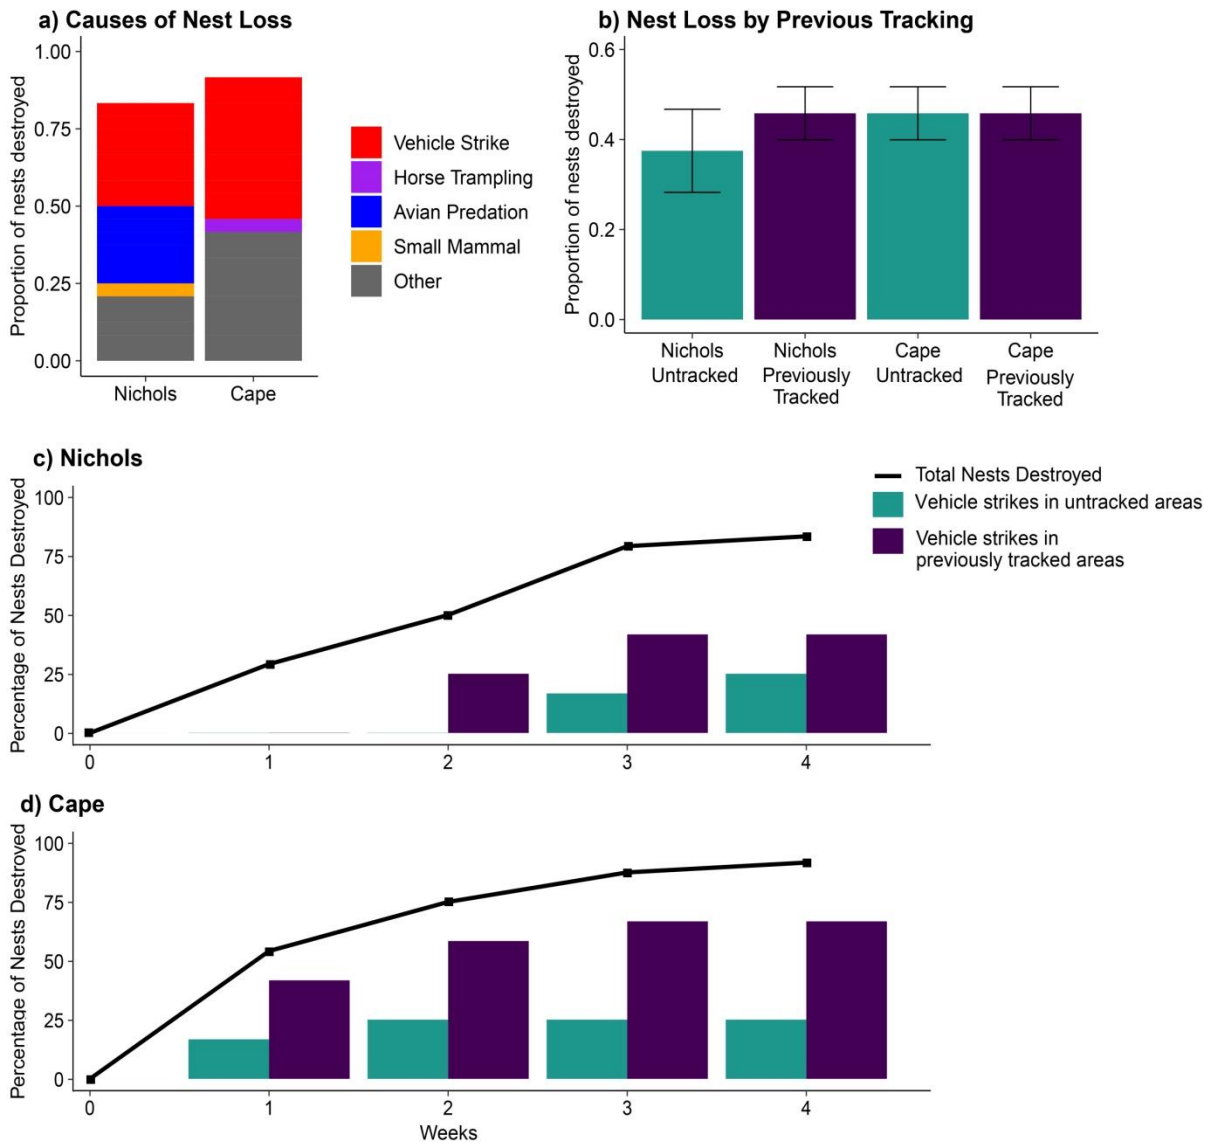 a) Causes of Nest Loss
Proportion of nests destroyed
1.00
0.75
0.50
0.25
0.00
Nichols
Cape
Vehicle Strike
Horse Trampling
Avian Predation
Small Mammal
Other
b) Nest Loss by Previous Tracking
Proportion of nests destroyed
0.6
0.4
0.2
0.0
Nichols
Untracked
Nichols
Previously
Tracked
Cape
Untracked
Cape
Previously
Tracked
c) Nichols
Percentage of Nests Destroyed
100
75
50
25
0
0
1
2
3
4
Total Nests Destroyed
Vehicle strikes in untracked areas
Vehicle strikes in
previously tracked areas
d) Cape
Percentage of Nests Destroyed
100
75
50
25
0
0
1
2
3
4
Weeks